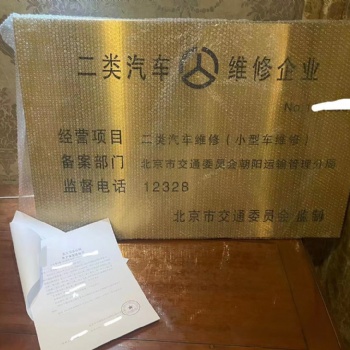 二类汽车维修企业
No.
经营项目 二类汽车维修（小型车维修）
备案部门 北京市交通委员会朝阳运输管理分局
监督电话 12328
北京市交通委员会 监制